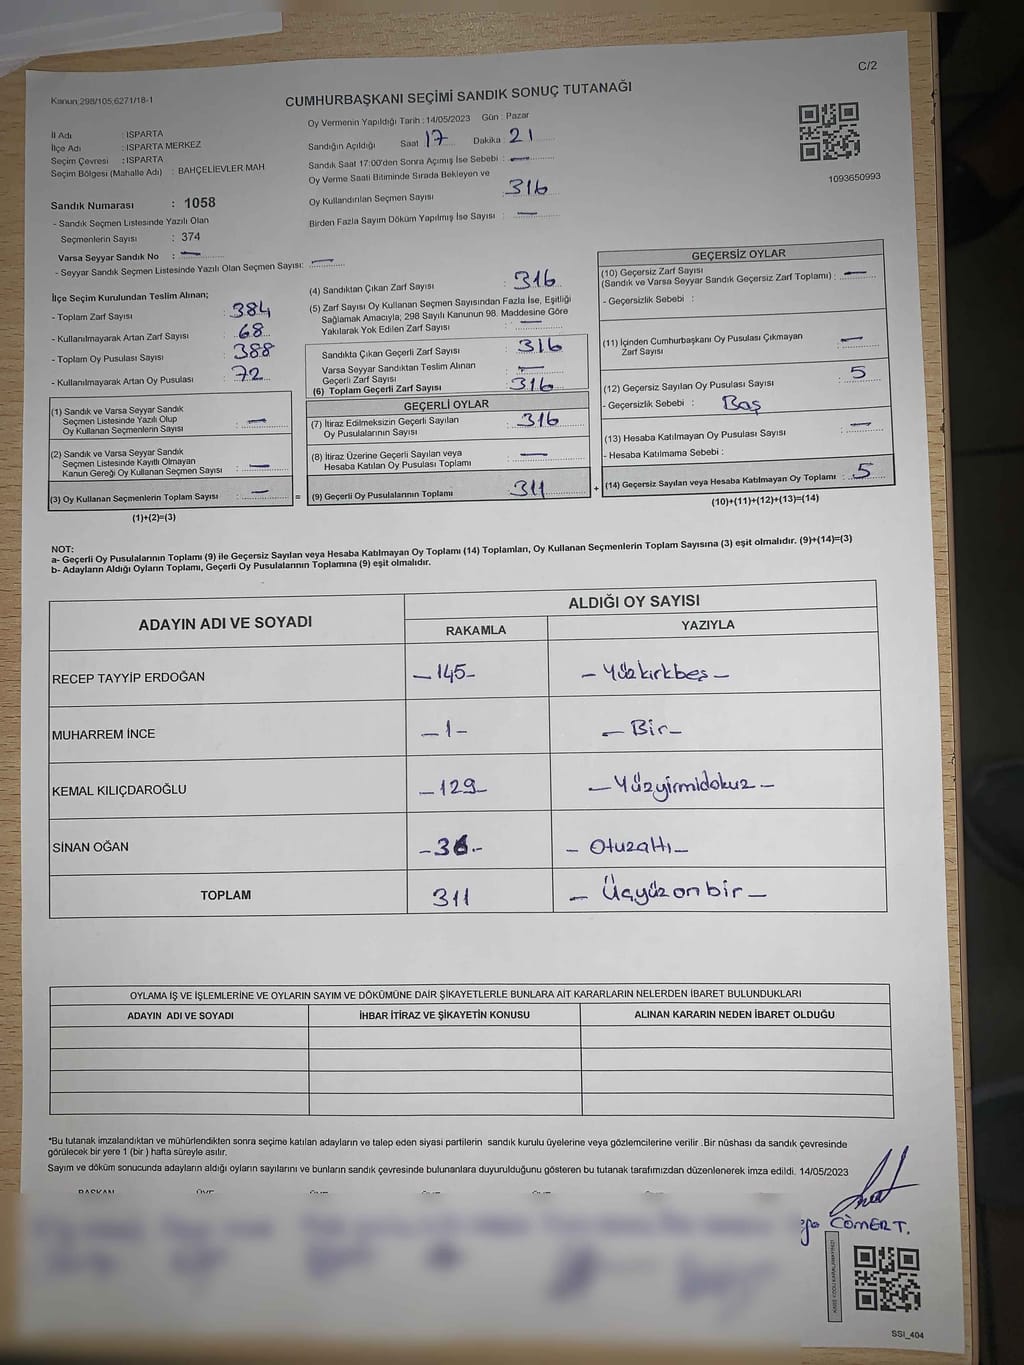 C/2
Kanun:298/105;6271/18-1
CUMHURBAŞKANI SEÇİMİ SANDIK SONUÇ TUTANAĞI
İl Adı : ISPARTA
İlçe Adı : ISPARTA MERKEZ
Seçim Çevresi : ISPARTA
Seçim Bölgesi (Mahalle Adı) : BAHÇELİEVLER MAH
Sandık Numarası : 1058
- Sandık Seçmen Listesinde Yazılı Olan
Seçmenlerin Sayısı : 374
Varsa Seyyar Sandık No : —
- Seyyar Sandık Seçmen Listesinde Yazılı Olan Seçmen Sayısı: —
Oy Vermenin Yapıldığı Tarih : 14/05/2023 Gün : Pazar
Sandığın Açıldığı Saat 17 Dakika 21
Sandık Saat 17:00'den Sonra Açımış İse Sebebi : —
Oy Verme Saati Bitiminde Sırada Bekleyen ve
Oy Kullandırılan Seçmen Sayısı : 316
Birden Fazla Sayım Döküm Yapılmış İse Sayısı : —
1093650993
İlçe Seçim Kurulundan Teslim Alınan;
- Toplam Zarf Sayısı : 384
- Kullanılmayarak Artan Zarf Sayısı : 68
- Toplam Oy Pusulası Sayısı : 388
- Kullanılmayarak Artan Oy Pusulası : 72
(1) Sandık ve Varsa Seyyar Sandık
Seçmen Listesinde Yazılı Olup
Oy Kullanan Seçmenlerin Sayısı : —
(2) Sandık ve Varsa Seyyar Sandık
Seçmen Listesinde Kayıtlı Olmayan
Kanun Gereği Oy Kullanan Seçmen Sayısı : —
(3) Oy Kullanan Seçmenlerin Toplam Sayısı : — =
(1)+(2)=(3)
(4) Sandıktan Çıkan Zarf Sayısı : 316
(5) Zarf Sayısı Oy Kullanan Seçmen Sayısından Fazla İse, Eşitliği
Sağlamak Amacıyla; 298 Sayılı Kanunun 98. Maddesine Göre
Yakılarak Yok Edilen Zarf Sayısı : —
Sandıkta Çıkan Geçerli Zarf Sayısı : 316
Varsa Seyyar Sandıktan Teslim Alınan
Geçerli Zarf Sayısı : —
(6) Toplam Geçerli Zarf Sayısı : 316
GEÇERLİ OYLAR
(7) İtiraz Edilmeksizin Geçerli Sayılan
Oy Pusulalarının Sayısı : 316
(8) İtiraz Üzerine Geçerli Sayılan veya
Hesaba Katılan Oy Pusulası Toplamı : —
(9) Geçerli Oy Pusulalarının Toplamı : 311 +
GEÇERSİZ OYLAR
(10) Geçersiz Zarf Sayısı
(Sandık ve Varsa Seyyar Sandık Geçersiz Zarf Toplamı) : —
- Geçersizlik Sebebi :
(11) İçinden Cumhurbaşkanı Oy Pusulası Çıkmayan
Zarf Sayısı : —
(12) Geçersiz Sayılan Oy Pusulası Sayısı : 5
- Geçersizlik Sebebi : Boş
(13) Hesaba Katılmayan Oy Pusulası Sayısı : —
- Hesaba Katılmama Sebebi :
(14) Geçersiz Sayılan veya Hesaba Katılmayan Oy Toplamı : 5
(10)+(11)+(12)+(13)=(14)
NOT:
a- Geçerli Oy Pusulalarının Toplamı (9) ile Geçersiz Sayılan veya Hesaba Katılmayan Oy Toplamı (14) Toplamları, Oy Kullanan Seçmenlerin Toplam Sayısına (3) eşit olmalıdır. (9)+(14)=(3)
b- Adayların Aldığı Oyların Toplamı, Geçerli Oy Pusulalarının Toplamına (9) eşit olmalıdır.
ADAYIN ADI VE SOYADI
ALDIĞI OY SAYISI
RAKAMLA YAZIYLA
RECEP TAYYİP ERDOĞAN —145— — Yüzkırkbeş —
MUHARREM İNCE —1— — Bir —
KEMAL KILIÇDAROĞLU —129— — Yüzyirmidokuz —
SİNAN OĞAN —36— — Otuzaltı —
TOPLAM 311 — Üçyüzonbir —
OYLAMA İŞ VE İŞLEMLERİNE VE OYLARIN SAYIM VE DÖKÜMÜNE DAİR ŞİKAYETLERLE BUNLARA AİT KARARLARIN NELERDEN İBARET BULUNDUKLARI
ADAYIN ADI VE SOYADI İHBAR İTİRAZ VE ŞİKAYETİN KONUSU ALINAN KARARIN NEDEN İBARET OLDUĞU
*Bu tutanak imzalandıktan ve mühürlendikten sonra seçime katılan adayların ve talep eden siyasi partilerin sandık kurulu üyelerine veya gözlemcilerine verilir .Bir nüshası da sandık çevresinde
görülecek bir yere 1 (bir ) hafta süreyle asılır.
Sayım ve döküm sonucunda adayların aldığı oyların sayılarını ve bunların sandık çevresinde bulunanlara duyurulduğunu gösteren bu tutanak tarafımızdan düzenlenerek imza edildi. 14/05/2023
BAŞKAN ÜYE ÜYE ÜYE ÜYE ÜYE
CÖMERT.
SSI_404